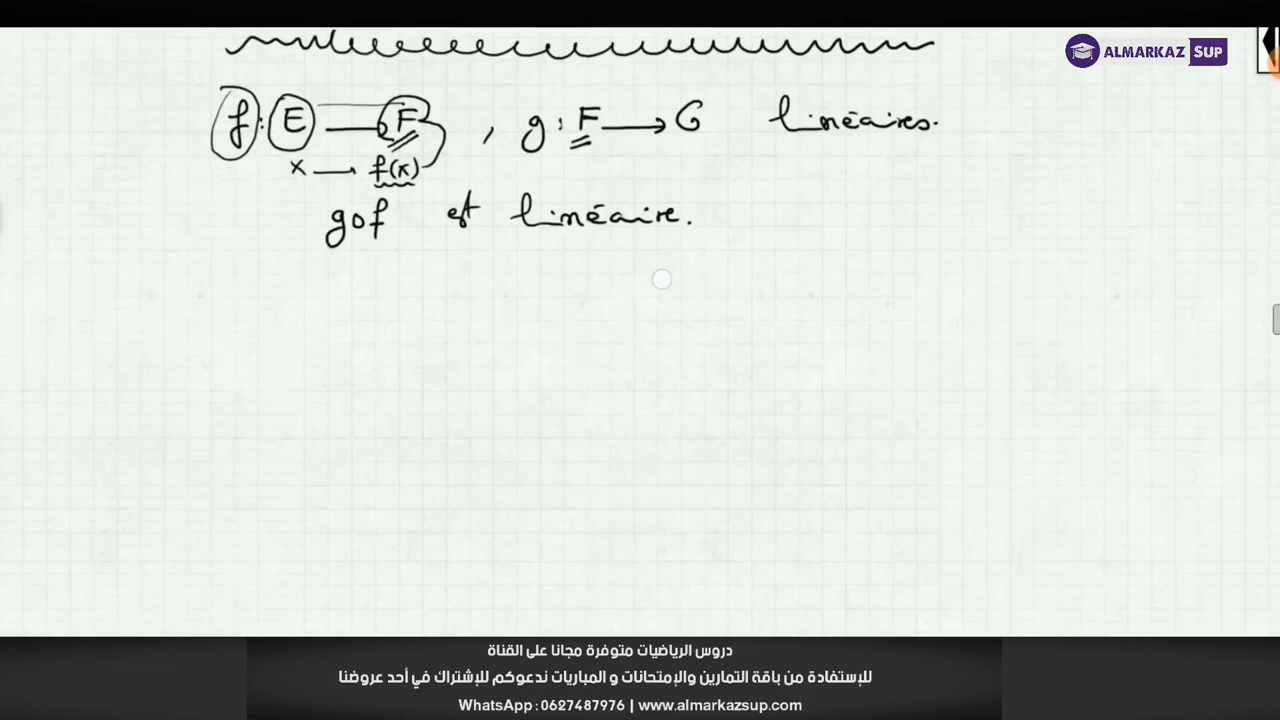 ALMARKAZ SUP
f : E → F , g : F → G linéaires.
x → f(x)
gof est linéaire.
دروس الرياضيات متوفرة مجانا على القناة
للإستفادة من باقة التمارين والإمتحانات و المباريات ندعوكم للإشتراك في أحد عروضنا
WhatsApp : 0627487976 | www.almarkazsup.com